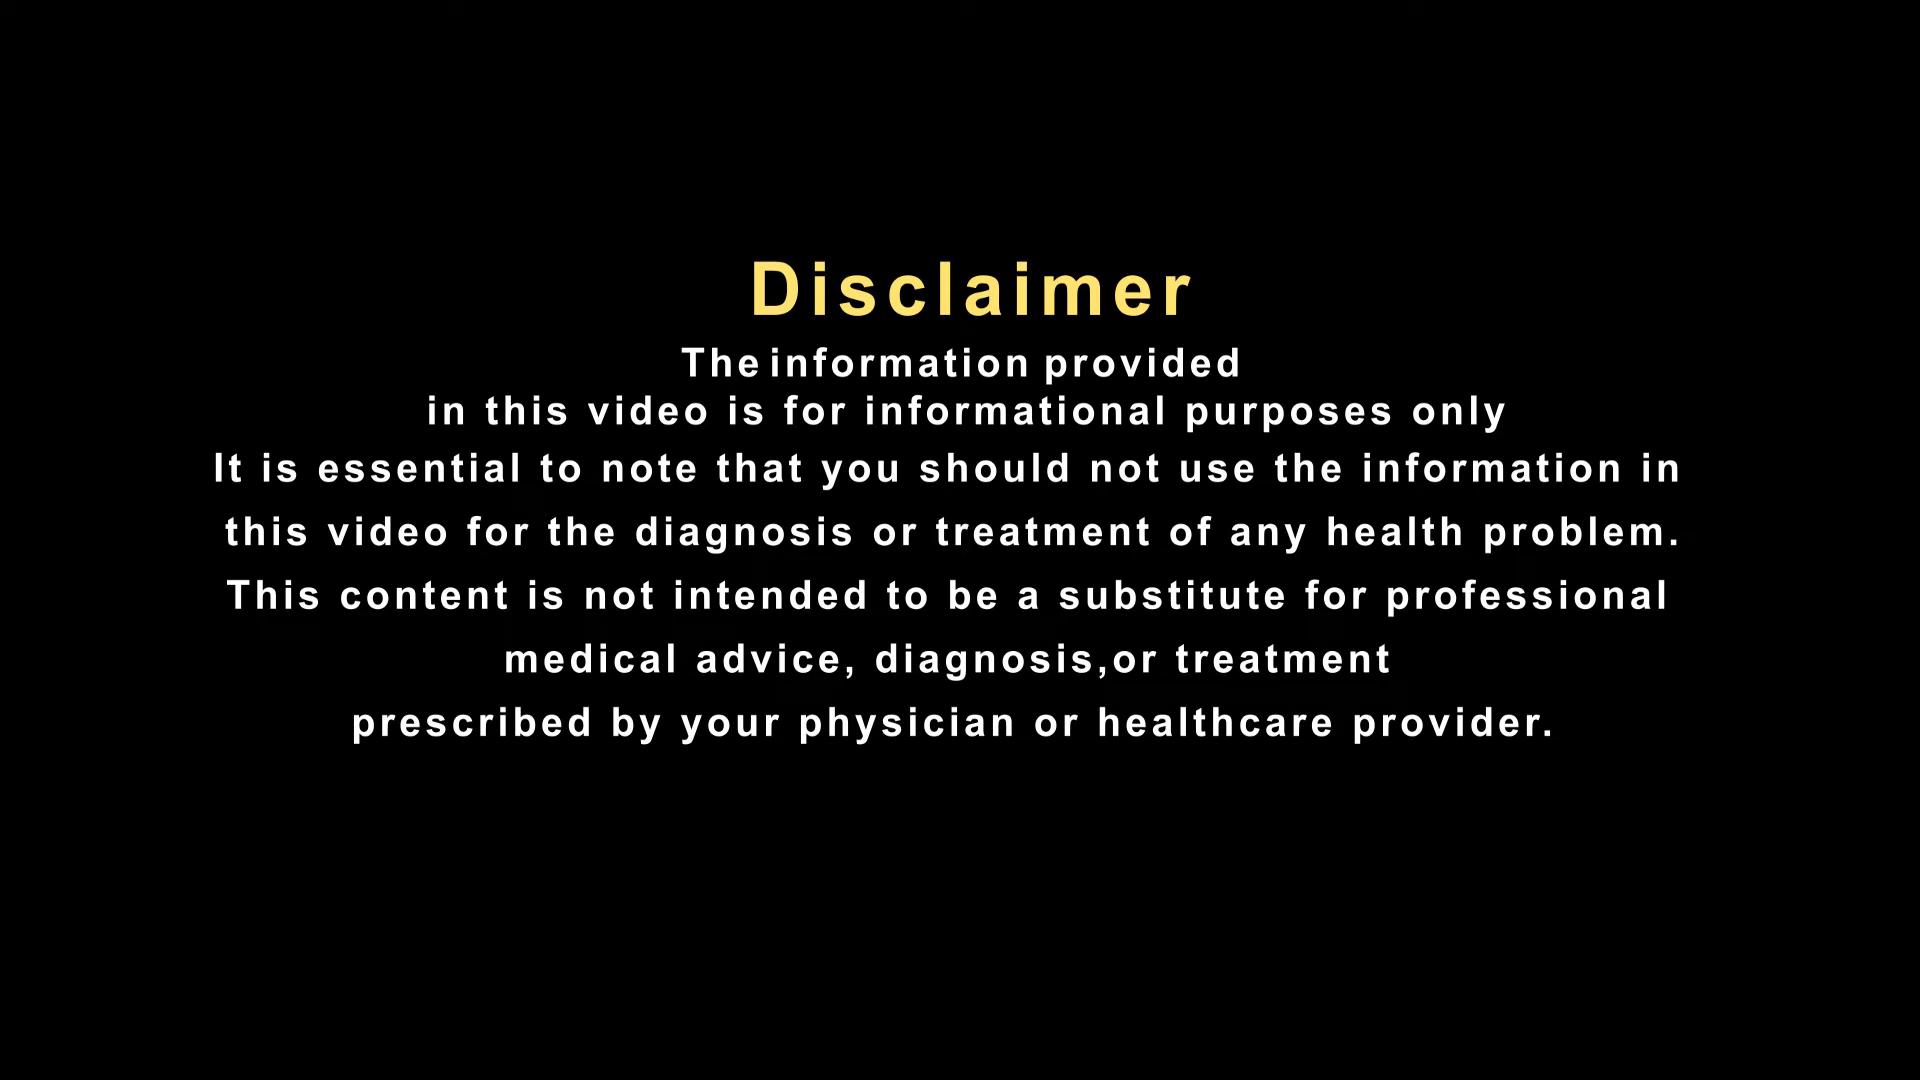 Disclaimer
The information provided
in this video is for informational purposes only
It is essential to note that you should not use the information in
this video for the diagnosis or treatment of any health problem.
This content is not intended to be a substitute for professional
medical advice, diagnosis,or treatment
prescribed by your physician or healthcare provider.